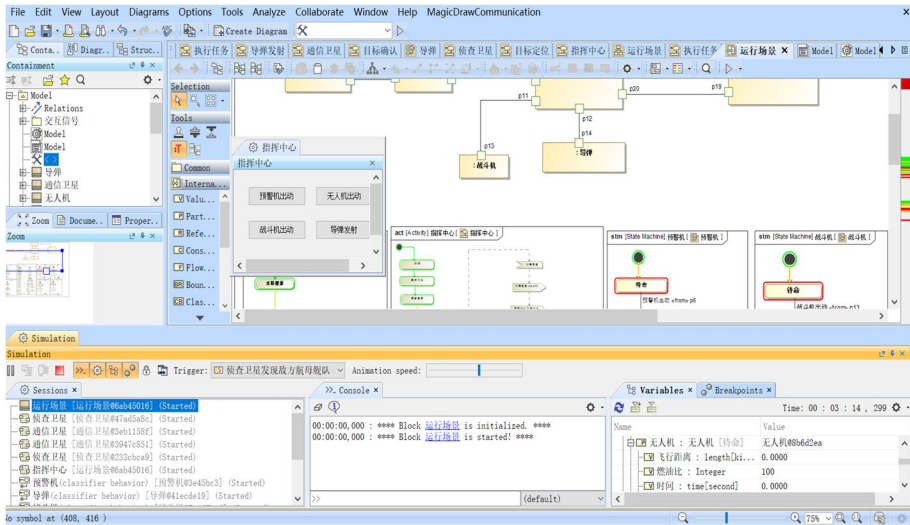 File Edit View Layout Diagrams Options Tools Analyze Collaborate Window Help MagicDrawCommunication
Create Diagram
Conta.. Diagr.. Struc.. 执行任务 导弹发射 通信卫星 目标确认 导弹 侦查卫星 目标定位 指挥中心 运行场景 执行任务 运行场景 × Model Model
Containment
Model
Relations
交互信号
Model
Model
< >
导弹
通信卫星
无人机
Zoom Docume.. Proper..
Zoom
Selection
Tools
Common
Interna...
Valu...
Part...
Refe...
Cons...
Flow...
Boun...
Clas...
指挥中心
指挥中心 ×
预警机出动 无人机出动
战斗机出动 导弹发射
p11
p20
p19
p12
p14
p13
: 战斗机
: 导弹
act [Activity] 指挥中心 [ 指挥中心 ]
stm [State Machine] 预警机 [ 预警机 ]
待命
预警机出动 «from» p6
stm [State Machine] 战斗机 [ 战斗机 ]
待命
战斗机出动 «from» p13
Simulation
Simulation
Trigger: 侦查卫星发现敌方航母舰队 Animation speed:
Sessions ×
运行场景 [运行场景@6ab45016] (Started)
侦查卫星 [侦查卫星@47ad5a8c] (Started)
通信卫星 [通信卫星@3eb1158f] (Started)
通信卫星 [通信卫星@3947c851] (Started)
侦查卫星 [侦查卫星@233cbca9] (Started)
指挥中心 [运行场景@6ab45016] (Started)
预警机(classifier behavior) [预警机@3e45bc3] (Started)
导弹(classifier behavior) [导弹@41ecde19] (Started)
Console ×
00:00:00,000 : **** Block 运行场景 is initialized. ****
00:00:00,000 : **** Block 运行场景 is started! ****
>> (default)
Variables × Breakpoints ×
Time: 00 : 03 : 14 , 299
Name Value
无人机 : 无人机 [待命] 无人机@8b6d2ea
飞行距离 : length[ki... 0.0000
燃油比 : Integer 100
时间 : time[second] 0.0000
No symbol at (408, 416 )
75%